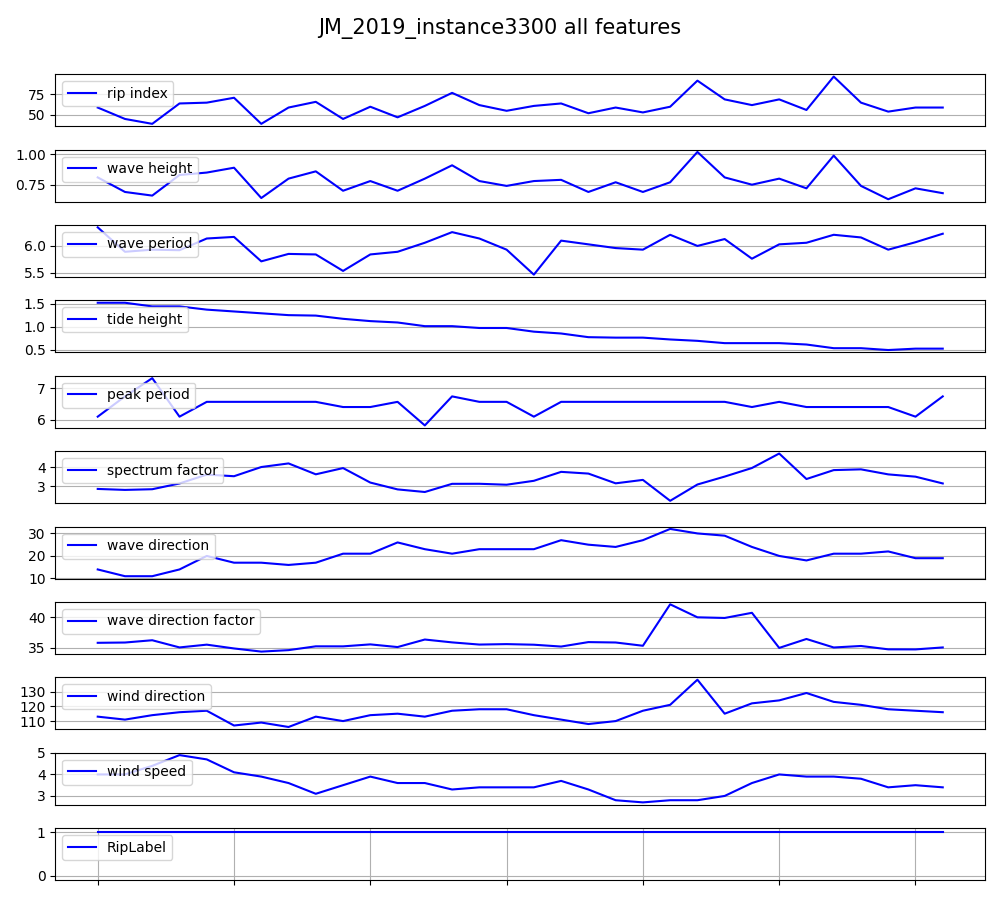 JM_2019_instance3300 all features
rip index
75
50
wave height
1.00
0.75
wave period
6.0
5.5
tide height
1.5
1.0
0.5
peak period
7
6
spectrum factor
4
3
wave direction
30
20
10
wave direction factor
40
35
wind direction
130
120
110
wind speed
5
4
3
RipLabel
1
0